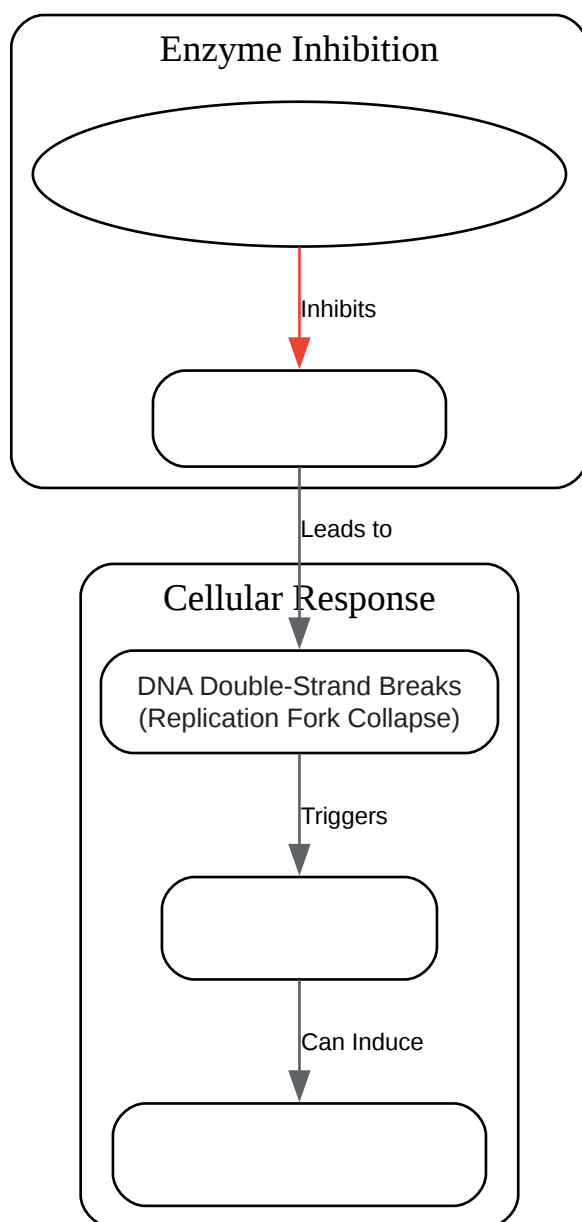 Enzyme Inhibition
Inhibits
Leads to
Cellular Response
DNA Double-Strand Breaks
(Replication Fork Collapse)
Triggers
Can Induce